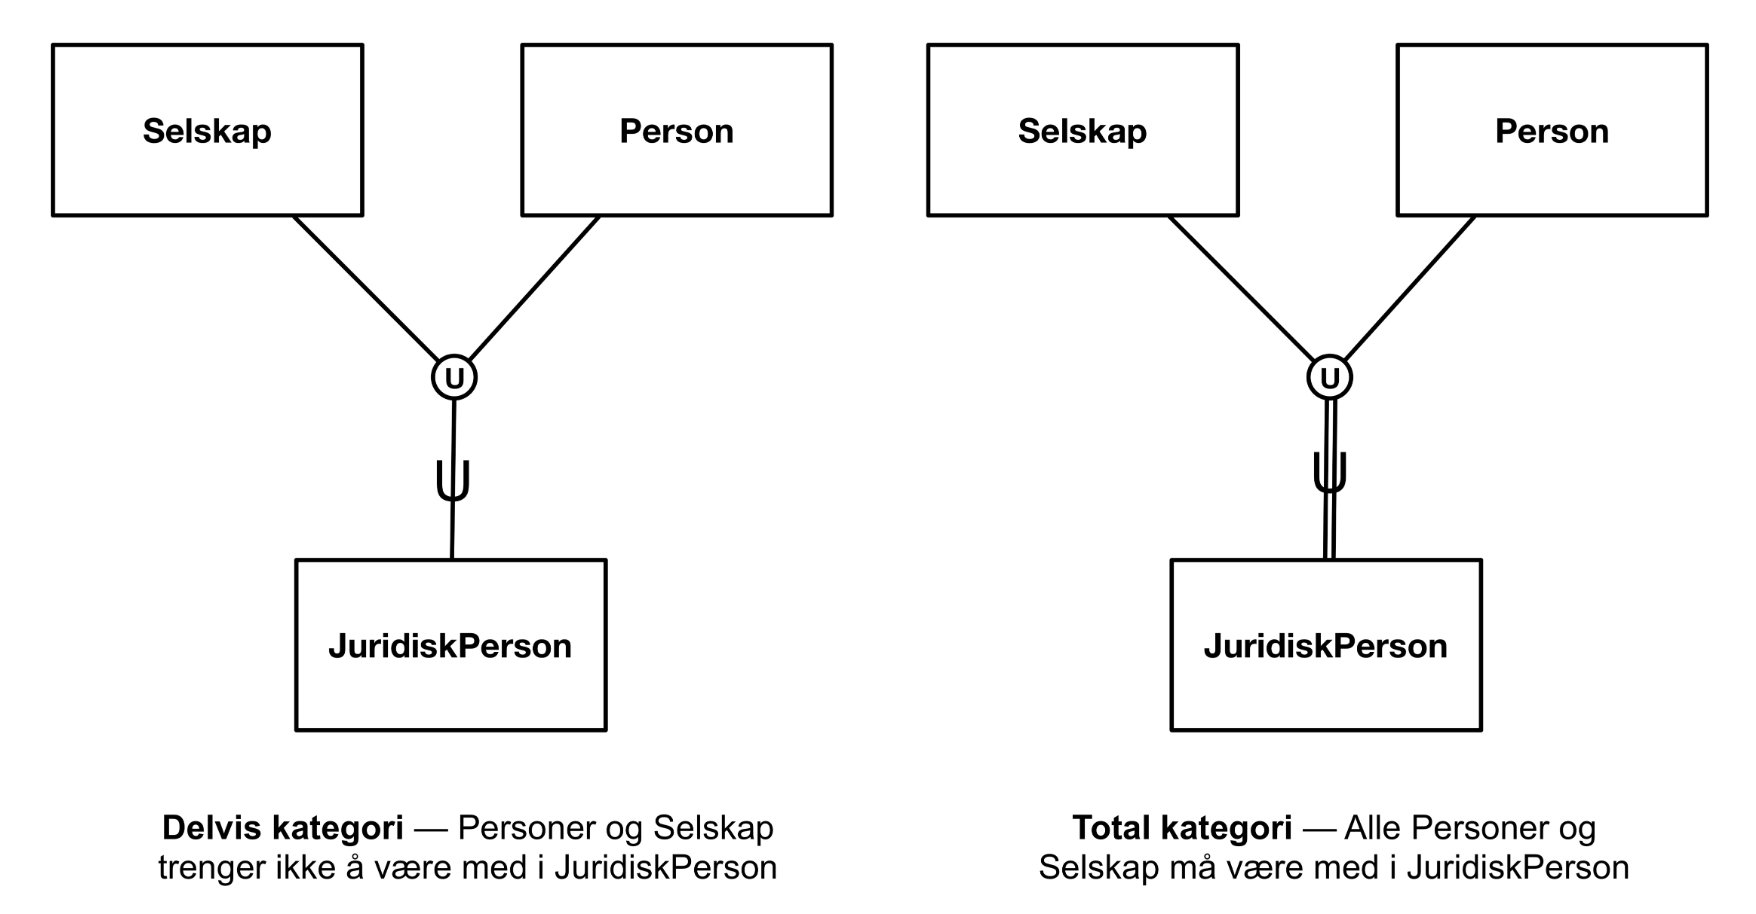 Selskap
Person
U
U
JuridiskPerson
Delvis kategori — Personer og Selskap
trenger ikke å være med i JuridiskPerson
Selskap
Person
U
U
JuridiskPerson
Total kategori — Alle Personer og
Selskap må være med i JuridiskPerson